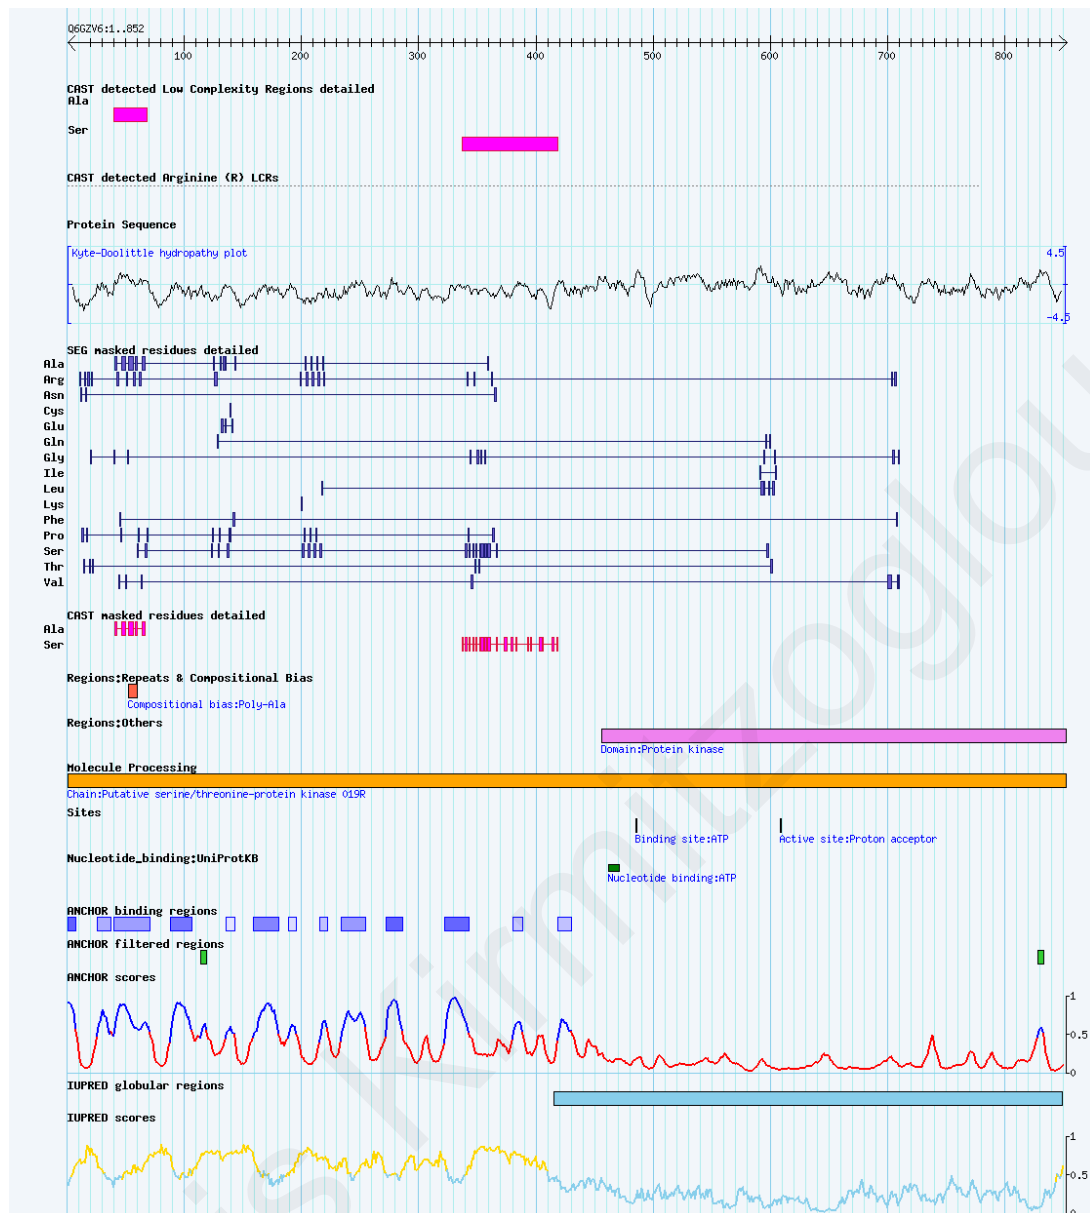 Q6GZV6:1..852
100 200 300 400 500 600 700 800
CAST detected Low Complexity Regions detailed
Ala
Ser
CAST detected Arginine (R) LCRs
Protein Sequence
Kyte-Doolittle hydropathy plot 4.5
-4.5
SEG masked residues detailed
Ala
Arg
Asn
Cys
Glu
Gln
Gly
Ile
Leu
Lys
Phe
Pro
Ser
Thr
Val
CAST masked residues detailed
Ala
Ser
Regions:Repeats & Compositional Bias
Compositional bias:Poly-Ala
Regions:Others
Domain:Protein kinase
Molecule Processing
Chain:Putative serine/threonine-protein kinase 019R
Sites
Binding site:ATP Active site:Proton acceptor
Nucleotide_binding:UniProtKB
Nucleotide binding:ATP
ANCHOR binding regions
ANCHOR filtered regions
ANCHOR scores
1
0.5
0
IUPRED globular regions
IUPRED scores
1
0.5
0
is Kirmitzoglou